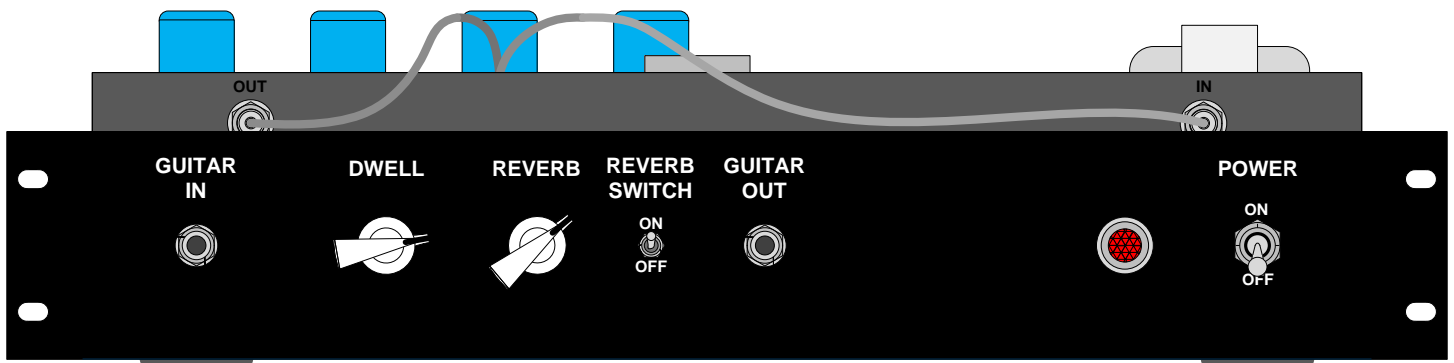 OUT
IN
GUITAR
IN
DWELL
REVERB
REVERB
SWITCH
ON
OFF
GUITAR
OUT
POWER
ON
OFF